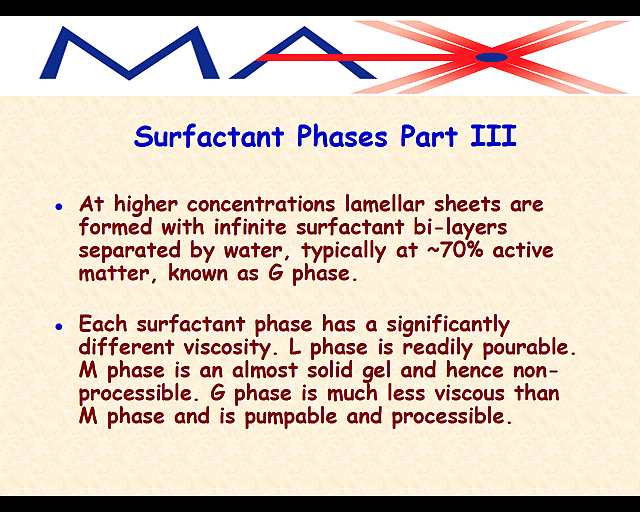 MAX
Surfactant Phases Part III
• At higher concentrations lamellar sheets are
formed with infinite surfactant bi-layers
separated by water, typically at ~70% active
matter, known as G phase.
• Each surfactant phase has a significantly
different viscosity. L phase is readily pourable.
M phase is an almost solid gel and hence non-
processible. G phase is much less viscous than
M phase and is pumpable and processible.